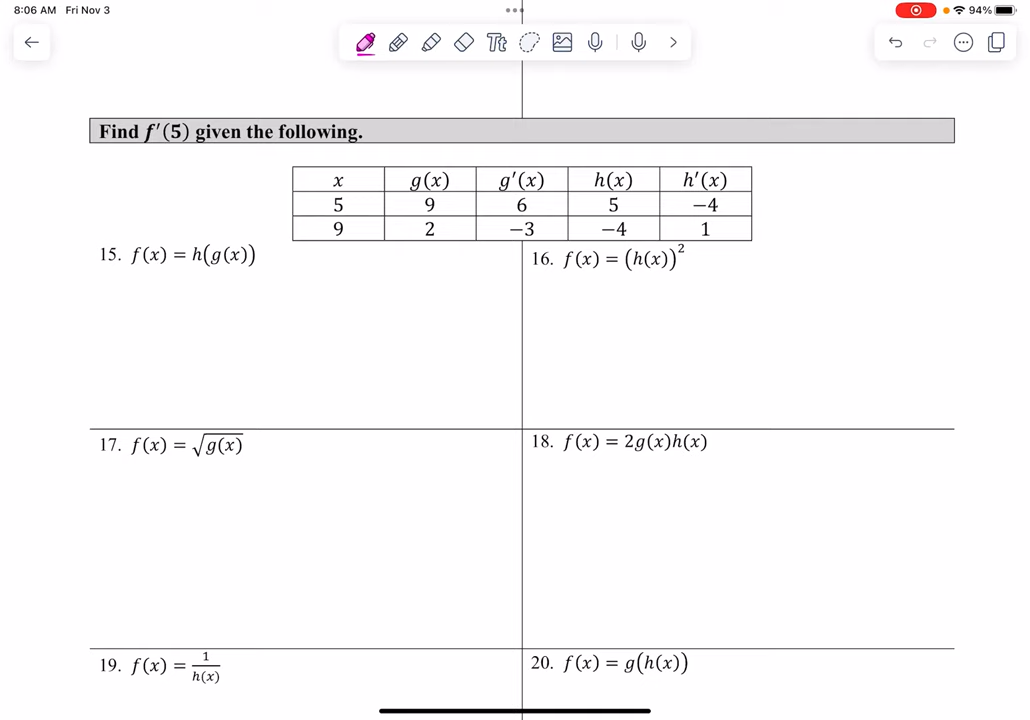 8:06 AM Fri Nov 3
94%
Tt
Find f′(5) given the following.
x g(x) g′(x) h(x) h′(x)
5 9 6 5 −4
9 2 −3 −4 1
15. f(x) = h(g(x))
16. f(x) = (h(x))²
17. f(x) = √g(x)
18. f(x) = 2g(x)h(x)
19. f(x) = 1/h(x)
20. f(x) = g(h(x))